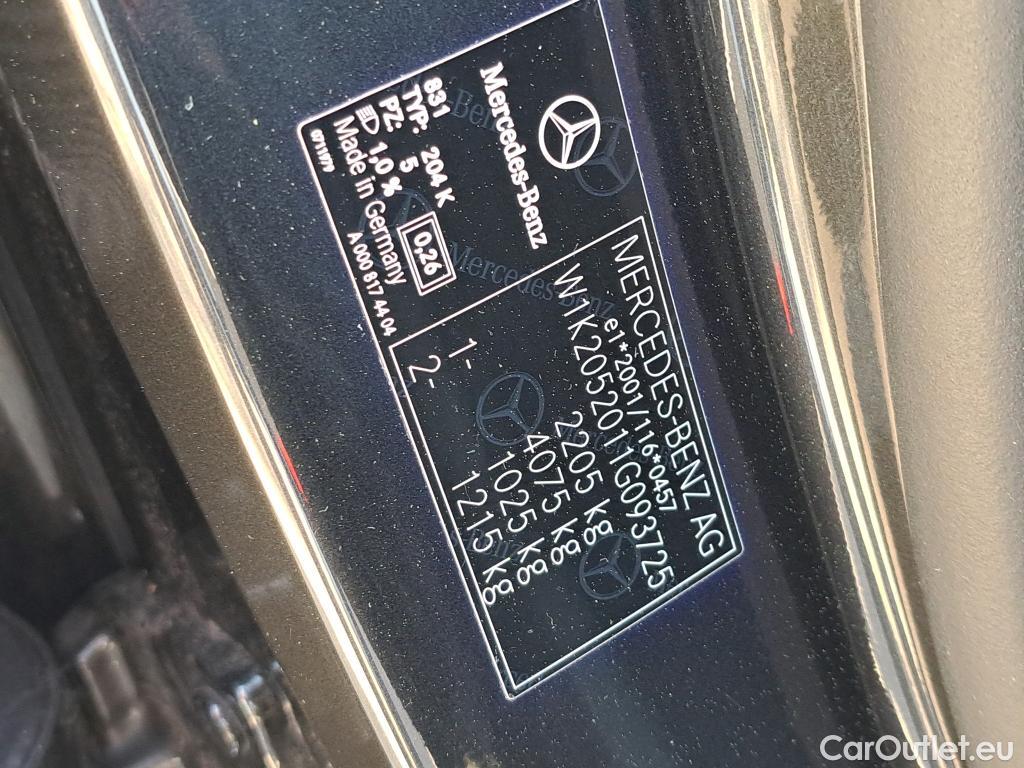 Mercedes-Benz
MERCEDES-BENZ AG
e1*2001/116*0457
W1K2052011G093725
2205 kg
4075 kg
1- 1025 kg
2- 1215 kg
831
TYP: 204 K
PZ: 5
1,0 % 0,26
Made in Germany
0711979 A 000 817 44 04
CarOutlet.eu